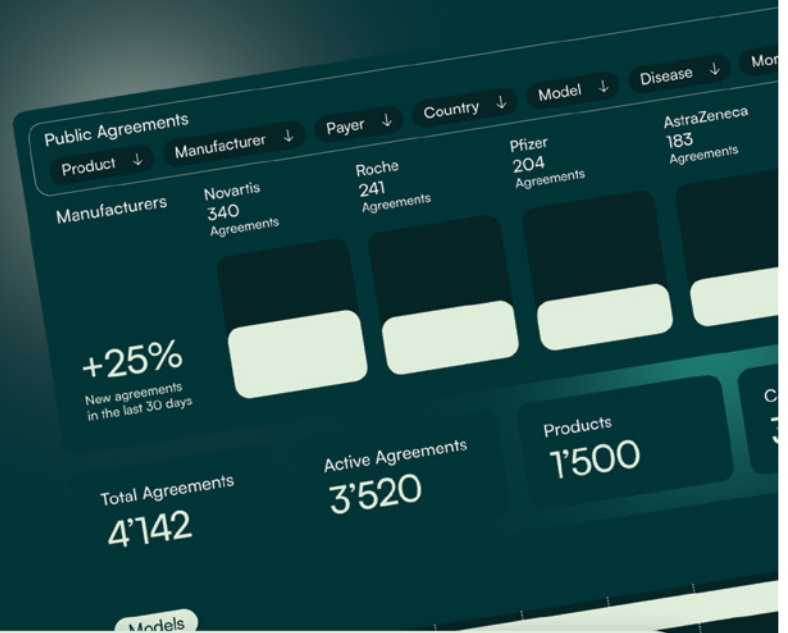 Public Agreements
Product ↓ Manufacturer ↓ Payer ↓ Country ↓ Model ↓ Disease ↓
Manufacturers
Novartis
340
Agreements
Roche
241
Agreements
Pfizer
204
Agreements
AstraZeneca
183
Agreements
+25%
New agreements
in the last 30 days
Total Agreements
4’142
Active Agreements
3’520
Products
1’500
Models